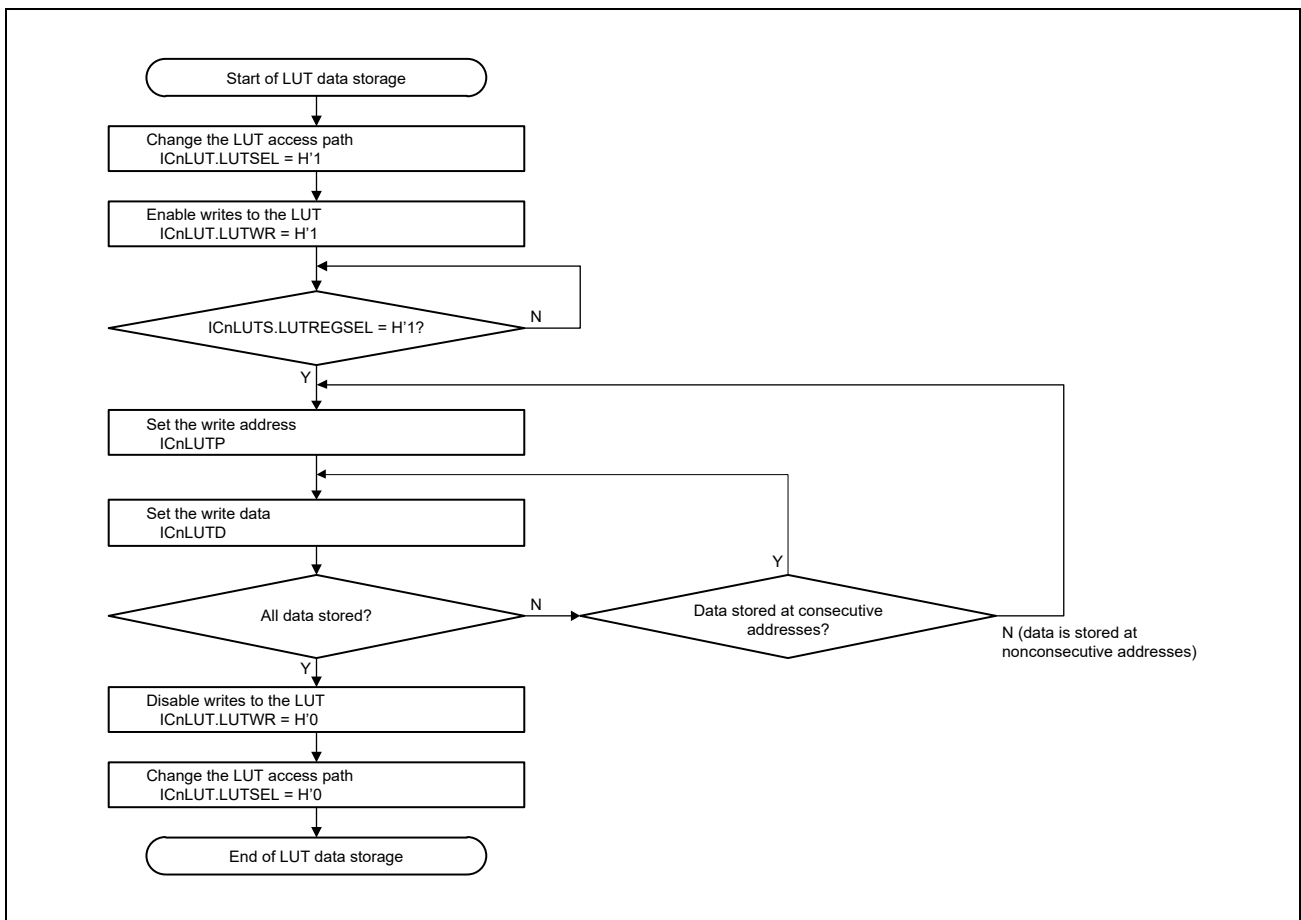 Start of LUT data storage
Change the LUT access path
ICnLUT.LUTSEL = H'1
Enable writes to the LUT
ICnLUT.LUTWR = H'1
ICnLUTS.LUTREGSEL = H'1?
N
Y
Set the write address
ICnLUTP
Set the write data
ICnLUTD
Y
All data stored?
N
Data stored at consecutive
addresses?
N (data is stored at
nonconsecutive addresses)
Y
Disable writes to the LUT
ICnLUT.LUTWR = H'0
Change the LUT access path
ICnLUT.LUTSEL = H'0
End of LUT data storage